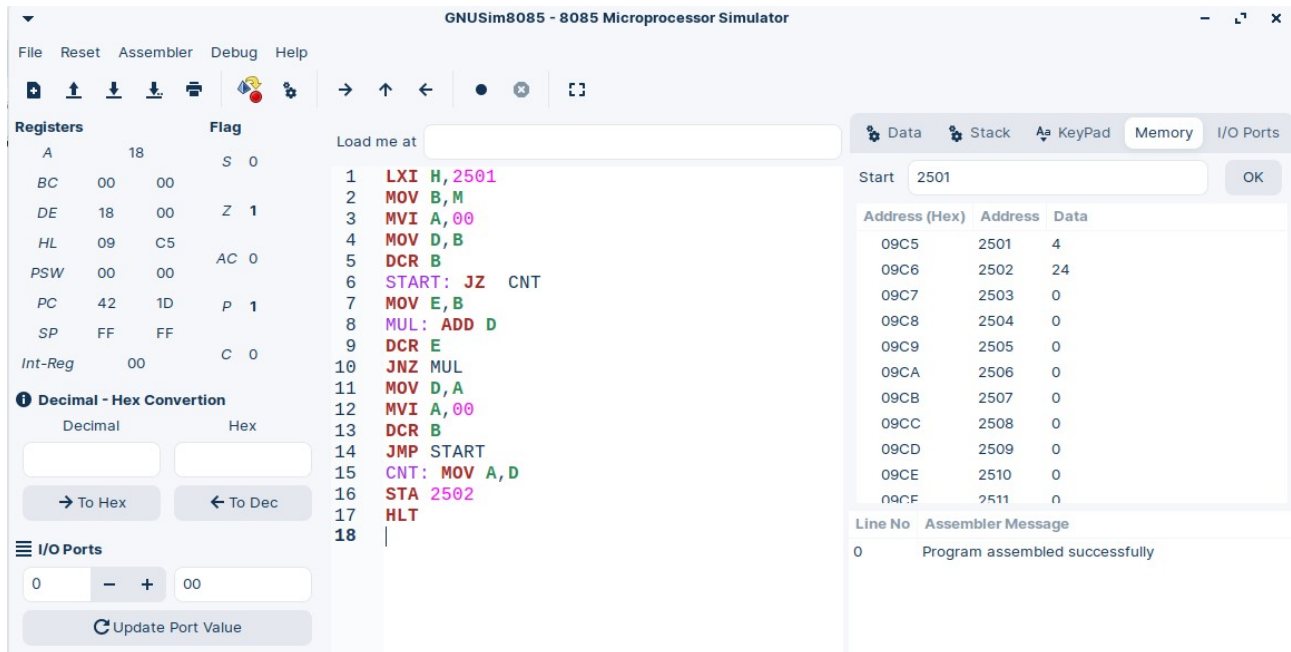 GNUSim8085 - 8085 Microprocessor Simulator
File Reset Assembler Debug Help
Registers Flag
A 18
BC 00 00
DE 18 00
HL 09 C5
PSW 00 00
PC 42 1D
SP FF FF
Int-Reg 00
S 0
Z 1
AC 0
P 1
C 0
Decimal - Hex Convertion
Decimal Hex
To Hex To Dec
I/O Ports
0 − + 00
Update Port Value
Load me at
1 LXI H,2501
2 MOV B,M
3 MVI A,00
4 MOV D,B
5 DCR B
6 START: JZ CNT
7 MOV E,B
8 MUL: ADD D
9 DCR E
10 JNZ MUL
11 MOV D,A
12 MVI A,00
13 DCR B
14 JMP START
15 CNT: MOV A,D
16 STA 2502
17 HLT
18
Data Stack KeyPad Memory I/O Ports
Start 2501 OK
Address (Hex) Address Data
09C5 2501 4
09C6 2502 24
09C7 2503 0
09C8 2504 0
09C9 2505 0
09CA 2506 0
09CB 2507 0
09CC 2508 0
09CD 2509 0
09CE 2510 0
09CF 2511 0
Line No Assembler Message
0 Program assembled successfully